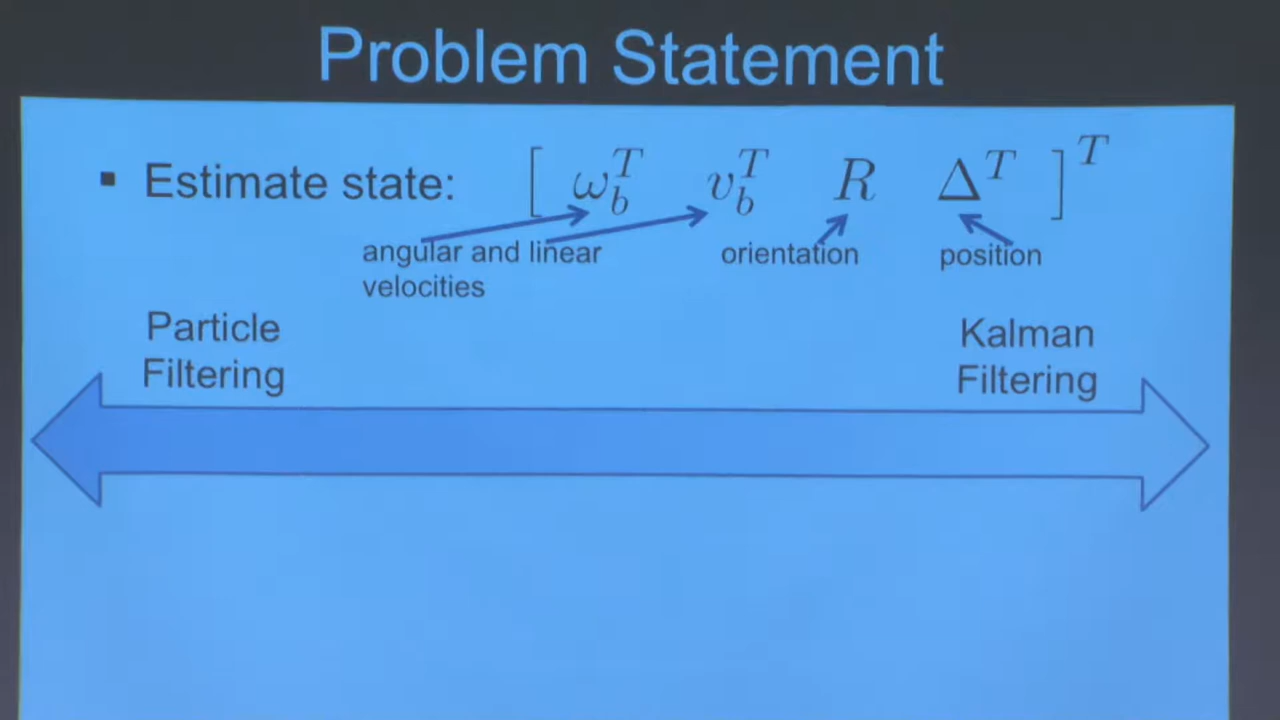 Problem Statement
▪ Estimate state: [ ω_b^T v_b^T R Δ^T ]^T
angular and linear
velocities
orientation
position
Particle
Filtering
Kalman
Filtering